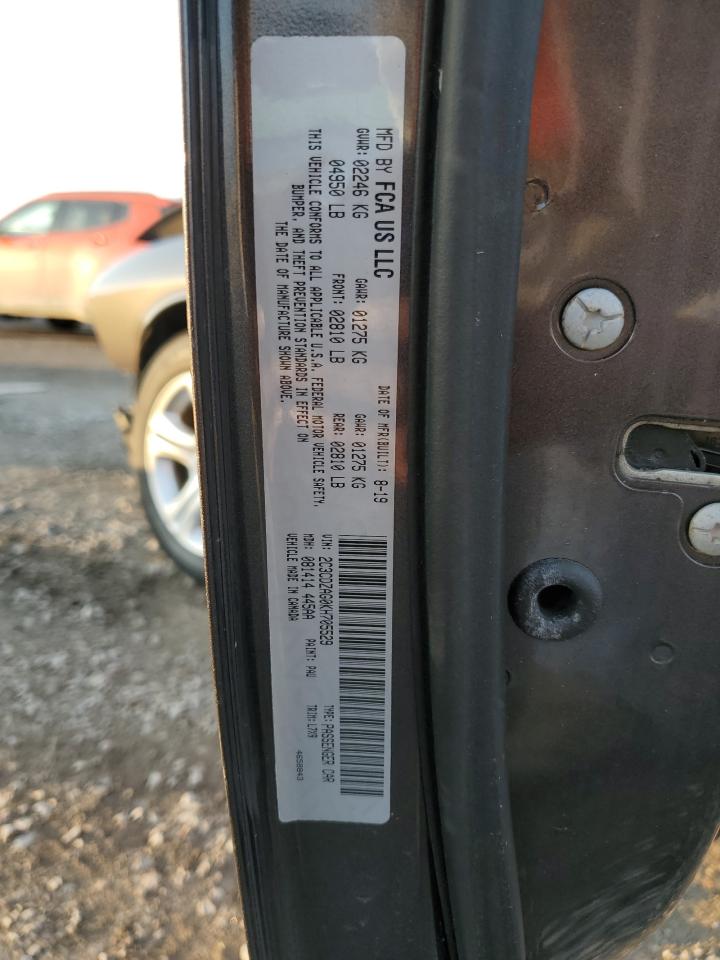 MFD BY FCA US LLC
DATE OF MFR(BUILT): 8-19
GVWR: 02246 KG GAWR: 01275 KG GAWR: 01275 KG
04950 LB FRONT: 02810 LB REAR: 02810 LB
THIS VEHICLE CONFORMS TO ALL APPLICABLE U.S.A. FEDERAL MOTOR VEHICLE SAFETY,
BUMPER, AND THEFT PREVENTION STANDARDS IN EFFECT ON
THE DATE OF MANUFACTURE SHOWN ABOVE.
VIN: 2C3CDZAG0KH705529 TYPE: PASSENGER CAR
MDH: 081414 445AA PAINT: PAU TRIM: L7X9
VEHICLE MADE IN CANADA 4658843